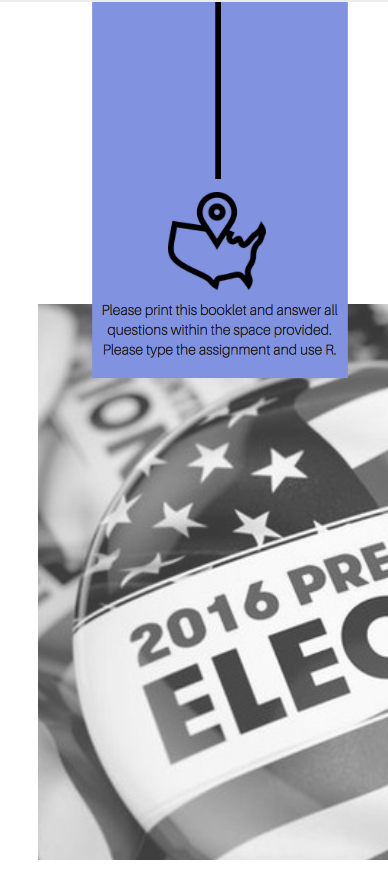 Please print this booklet and answer all
questions within the space provided.
Please type the assignment and use R.
2016 PRE
ELEC